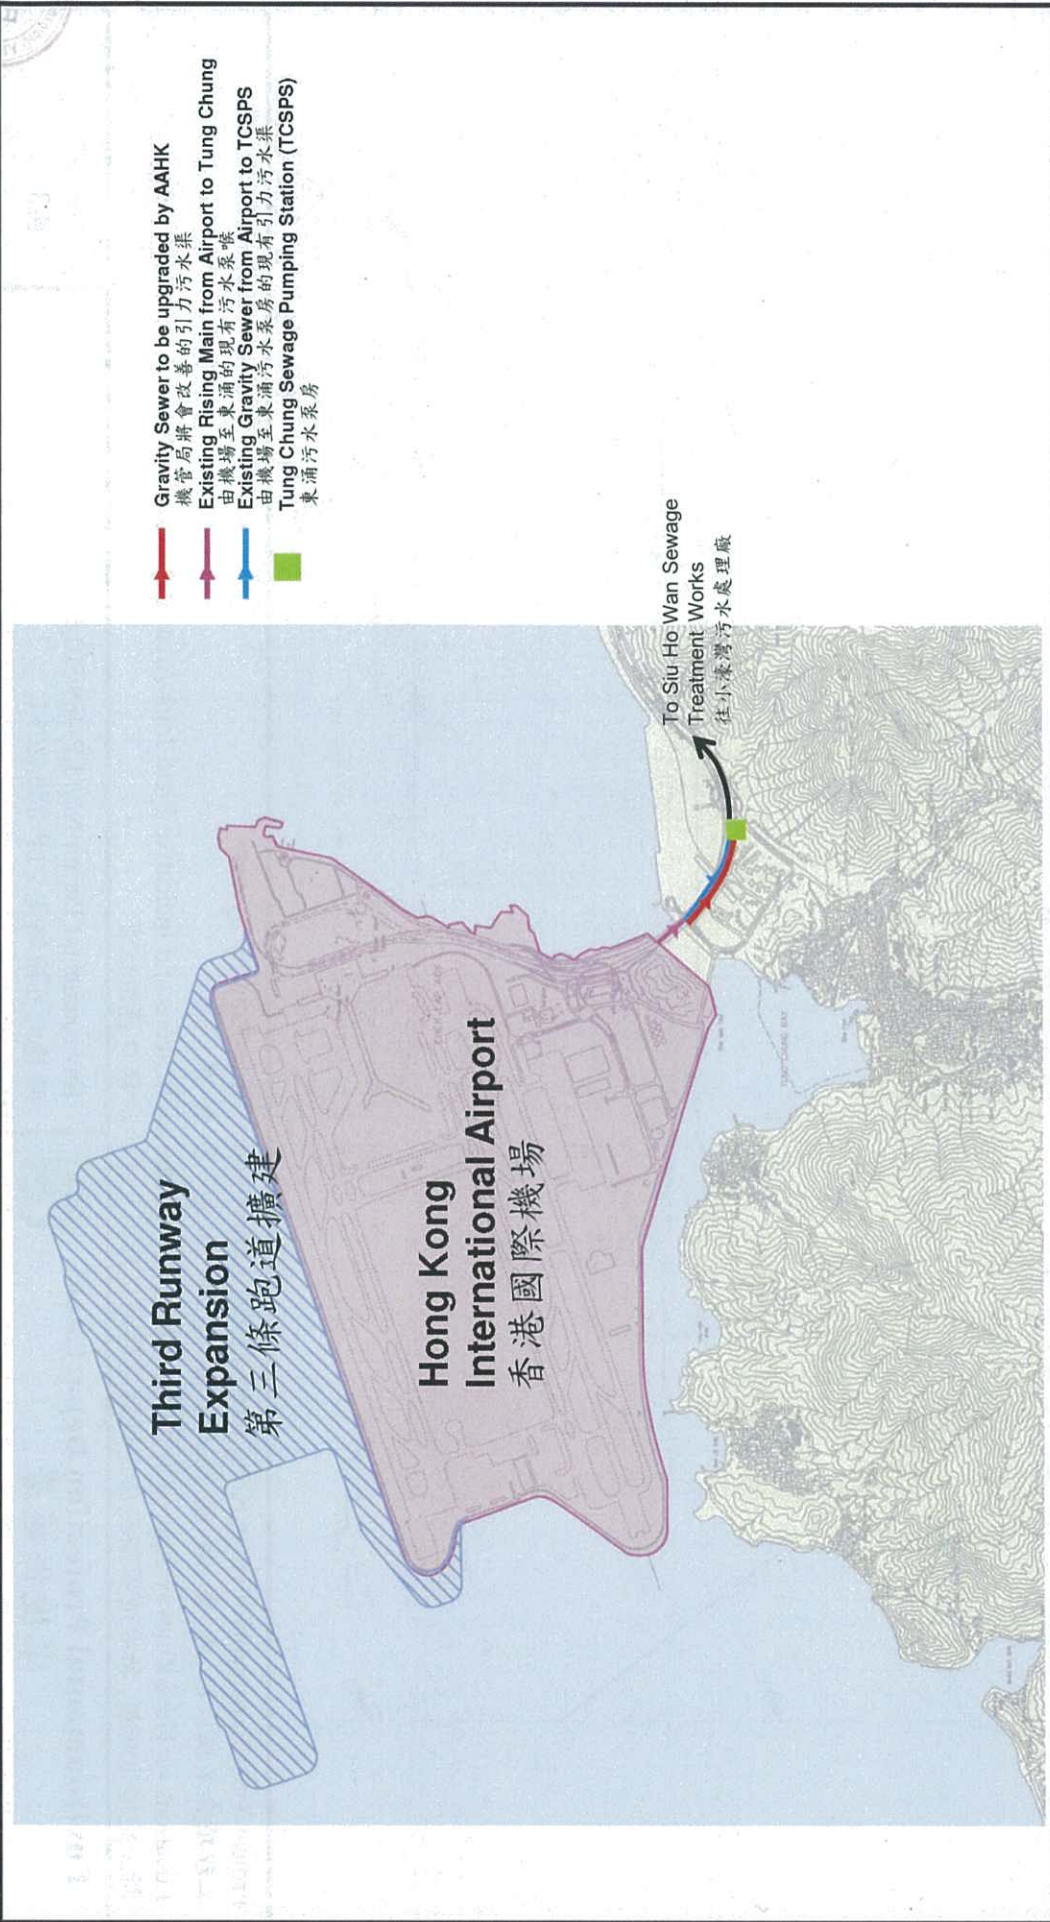 Gravity Sewer to be upgraded by AAHK
機管局將會改善的引力污水渠
Existing Rising Main from Airport to Tung Chung
由機場至東涌的現有污水泵喉
Existing Gravity Sewer from Airport to TCSPS
由機場至東涌污水泵房的現有引力污水渠
Tung Chung Sewage Pumping Station (TCSPS)
東涌污水泵房
Third Runway
Expansion
第三條跑道擴建
Hong Kong
International Airport
香港國際機場
To Siu Ho Wan Sewage
Treatment Works
往小濠灣污水處理廠
TUNG CHUNG BAY